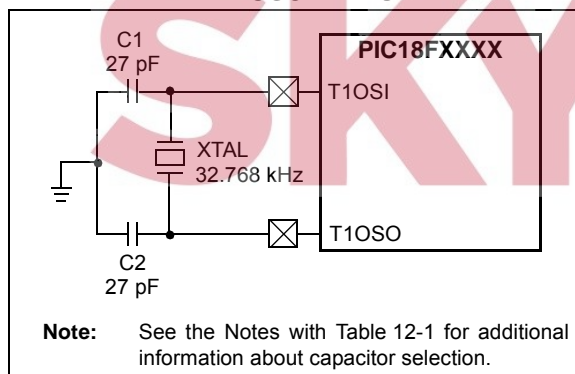 C1
27 pF
PIC18FXXXX
T1OSI
XTAL
32.768 kHz
T1OSO
C2
27 pF
Note: See the Notes with Table 12-1 for additional
information about capacitor selection.
SKY